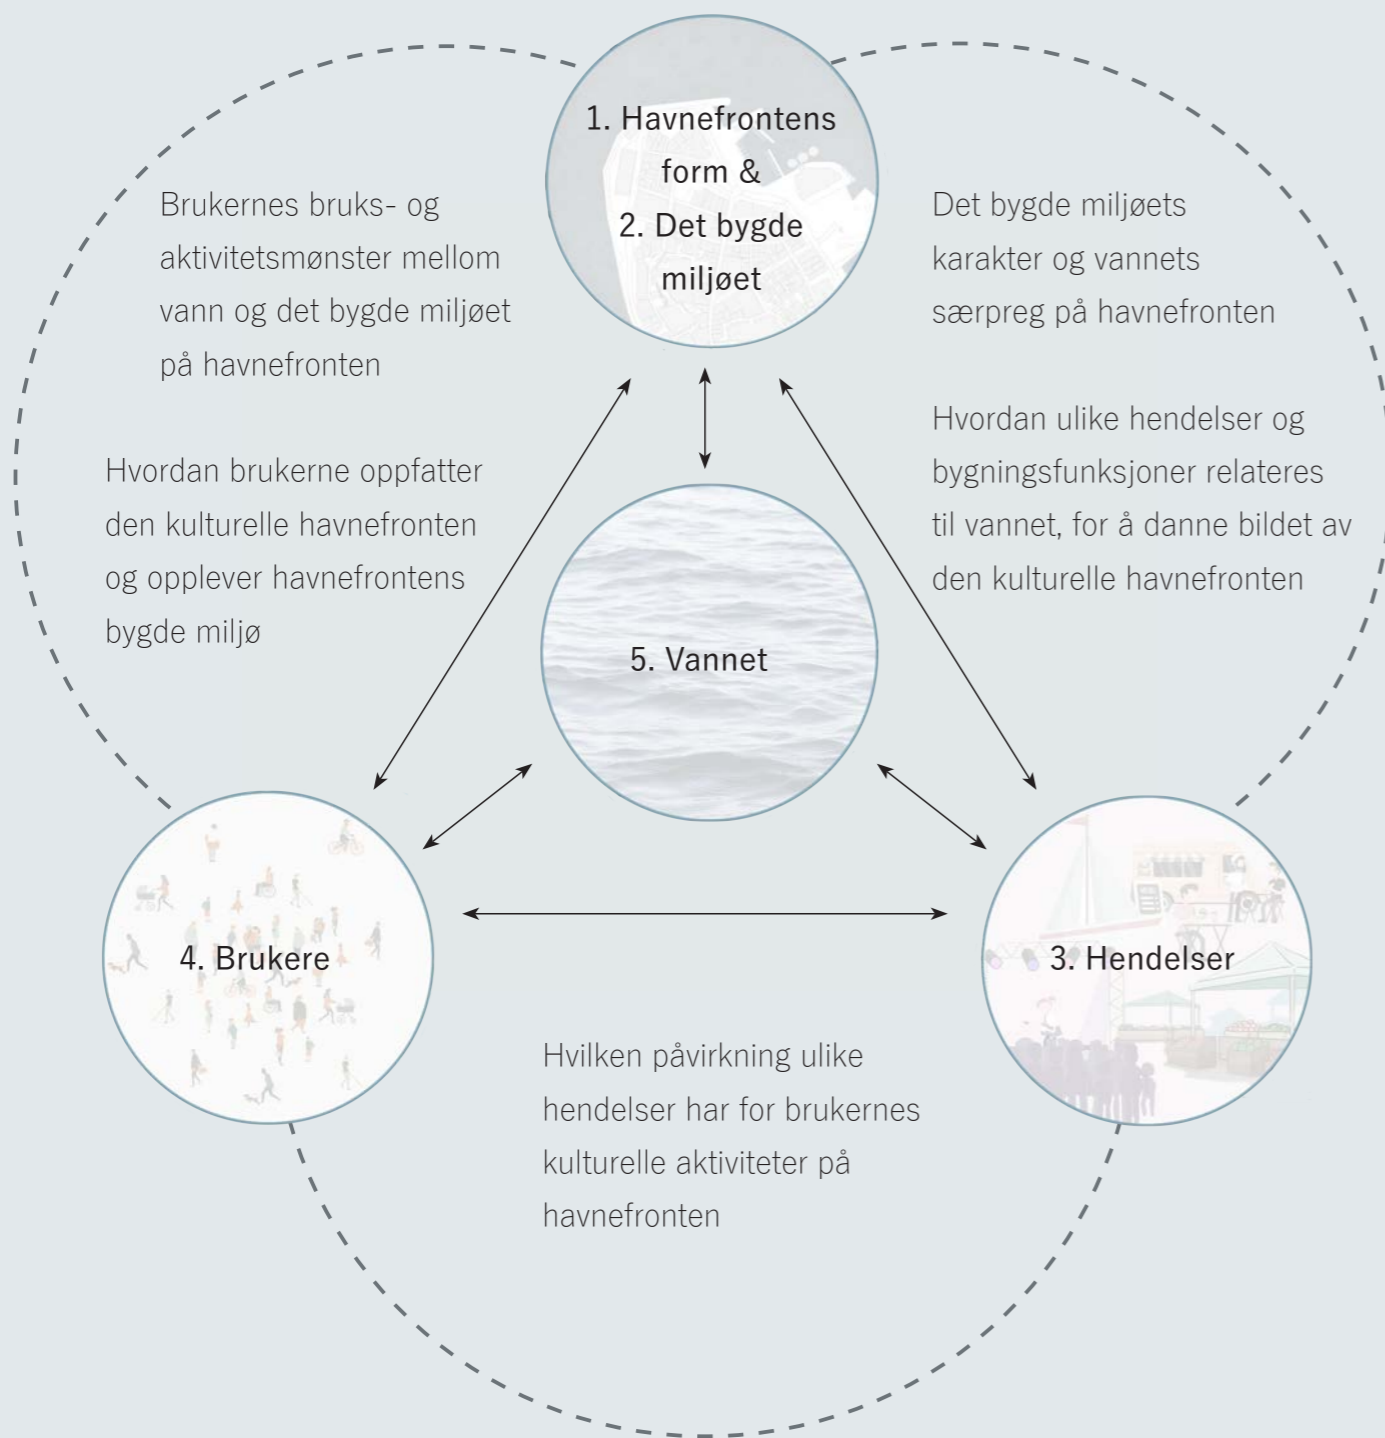 1. Havnefrontens
form &
2. Det bygde
miljøet
Brukernes bruks- og
aktivitetsmønster mellom
vann og det bygde miljøet
på havnefronten
Hvordan brukerne oppfatter
den kulturelle havnefronten
og opplever havnefrontens
bygde miljø
Det bygde miljøets
karakter og vannets
særpreg på havnefronten
Hvordan ulike hendelser og
bygningsfunksjoner relateres
til vannet, for å danne bildet av
den kulturelle havnefronten
5. Vannet
4. Brukere
3. Hendelser
Hvilken påvirkning ulike
hendelser har for brukernes
kulturelle aktiviteter på
havnefronten